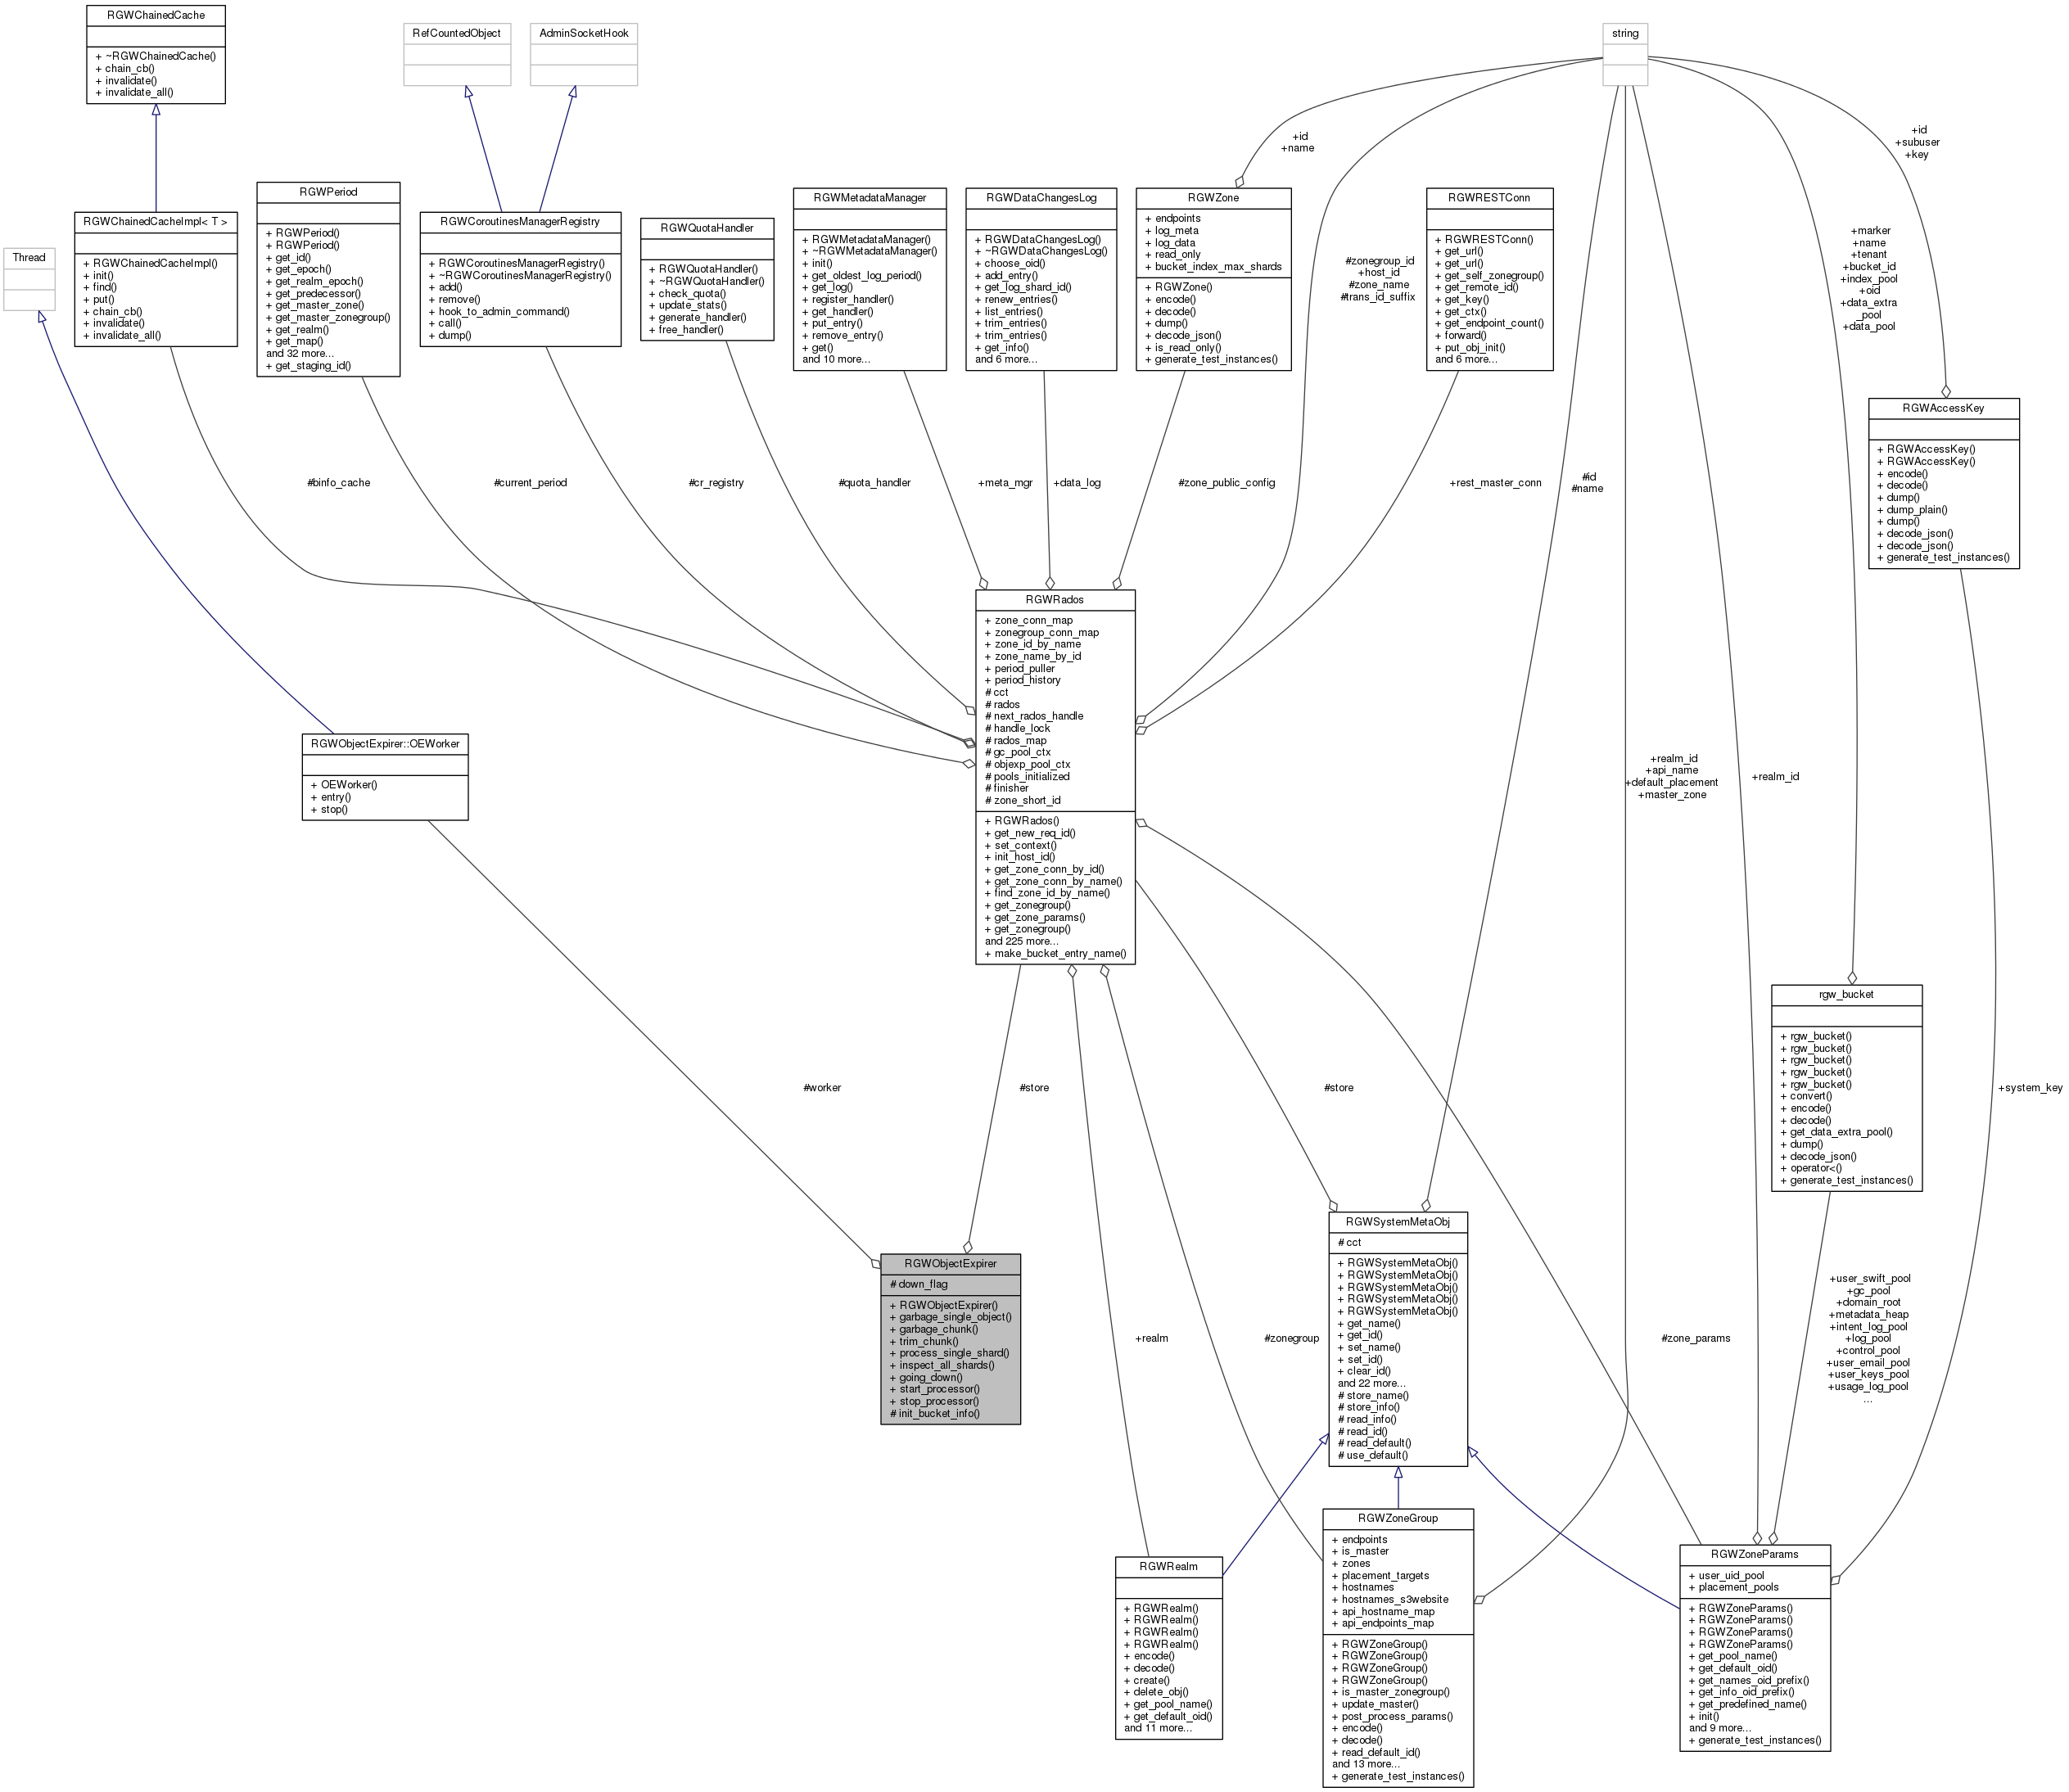 RGWChainedCache
+ ~RGWChainedCache()
+ chain_cb()
+ invalidate()
+ invalidate_all()
RefCountedObject
AdminSocketHook
string
+id
+name
+id
+subuser
+key
RGWPeriod
+ RGWPeriod()
+ RGWPeriod()
+ get_id()
+ get_epoch()
+ get_realm_epoch()
+ get_predecessor()
+ get_master_zone()
+ get_master_zonegroup()
+ get_realm()
+ get_map()
and 32 more...
+ get_staging_id()
RGWChainedCacheImpl< T >
+ RGWChainedCacheImpl()
+ init()
+ find()
+ put()
+ chain_cb()
+ invalidate()
+ invalidate_all()
RGWCoroutinesManagerRegistry
+ RGWCoroutinesManagerRegistry()
+ ~RGWCoroutinesManagerRegistry()
+ add()
+ remove()
+ hook_to_admin_command()
+ call()
+ dump()
RGWQuotaHandler
+ RGWQuotaHandler()
+ ~RGWQuotaHandler()
+ check_quota()
+ update_stats()
+ generate_handler()
+ free_handler()
RGWMetadataManager
+ RGWMetadataManager()
+ ~RGWMetadataManager()
+ init()
+ get_oldest_log_period()
+ get_log()
+ register_handler()
+ get_handler()
+ put_entry()
+ remove_entry()
+ get()
and 10 more...
RGWDataChangesLog
+ RGWDataChangesLog()
+ ~RGWDataChangesLog()
+ choose_oid()
+ add_entry()
+ get_log_shard_id()
+ renew_entries()
+ list_entries()
+ trim_entries()
+ trim_entries()
+ get_info()
and 6 more...
RGWZone
+ endpoints
+ log_meta
+ log_data
+ read_only
+ bucket_index_max_shards
+ RGWZone()
+ encode()
+ decode()
+ dump()
+ decode_json()
+ is_read_only()
+ generate_test_instances()
#zonegroup_id
+host_id
#zone_name
#trans_id_suffix
RGWRESTConn
+ RGWRESTConn()
+ get_url()
+ get_url()
+ get_self_zonegroup()
+ get_remote_id()
+ get_key()
+ get_ctx()
+ get_endpoint_count()
+ forward()
+ put_obj_init()
and 6 more...
+marker
+name
+tenant
+bucket_id
+index_pool
+oid
+data_extra
_pool
+data_pool
Thread
RGWAccessKey
+ RGWAccessKey()
+ RGWAccessKey()
+ encode()
+ decode()
+ dump()
+ dump_plain()
+ dump()
+ decode_json()
+ decode_json()
+ generate_test_instances()
#binfo_cache
#current_period
#cr_registry
#quota_handler
+meta_mgr
+data_log
#zone_public_config
+rest_master_conn
#id
#name
RGWRados
+ zone_conn_map
+ zonegroup_conn_map
+ zone_id_by_name
+ zone_name_by_id
+ period_puller
+ period_history
# cct
# rados
# next_rados_handle
# handle_lock
# rados_map
# gc_pool_ctx
# objexp_pool_ctx
# pools_initialized
# finisher
# zone_short_id
+ RGWRados()
+ get_new_req_id()
+ set_context()
+ init_host_id()
+ get_zone_conn_by_id()
+ get_zone_conn_by_name()
+ find_zone_id_by_name()
+ get_zonegroup()
+ get_zone_params()
+ get_zonegroup()
and 225 more...
+ make_bucket_entry_name()
RGWObjectExpirer::OEWorker
+ OEWorker()
+ entry()
+ stop()
+realm_id
+api_name
+default_placement
+master_zone
+realm_id
rgw_bucket
+ rgw_bucket()
+ rgw_bucket()
+ rgw_bucket()
+ rgw_bucket()
+ rgw_bucket()
+ convert()
+ encode()
+ decode()
+ get_data_extra_pool()
+ dump()
+ decode_json()
+ operator<()
+ generate_test_instances()
#worker
#store
#store
+system_key
RGWObjectExpirer
# down_flag
+ RGWObjectExpirer()
+ garbage_single_object()
+ garbage_chunk()
+ trim_chunk()
+ process_single_shard()
+ inspect_all_shards()
+ going_down()
+ start_processor()
+ stop_processor()
# init_bucket_info()
+realm
#zonegroup
RGWSystemMetaObj
# cct
+ RGWSystemMetaObj()
+ RGWSystemMetaObj()
+ RGWSystemMetaObj()
+ RGWSystemMetaObj()
+ RGWSystemMetaObj()
+ get_name()
+ get_id()
+ set_name()
+ set_id()
+ clear_id()
and 22 more...
# store_name()
# store_info()
# read_info()
# read_id()
# read_default()
# use_default()
#zone_params
+user_swift_pool
+gc_pool
+domain_root
+metadata_heap
+intent_log_pool
+log_pool
+control_pool
+user_email_pool
+user_keys_pool
+usage_log_pool
...
RGWRealm
+ RGWRealm()
+ RGWRealm()
+ RGWRealm()
+ RGWRealm()
+ encode()
+ decode()
+ create()
+ delete_obj()
+ get_pool_name()
+ get_default_oid()
and 11 more...
RGWZoneGroup
+ endpoints
+ is_master
+ zones
+ placement_targets
+ hostnames
+ hostnames_s3website
+ api_hostname_map
+ api_endpoints_map
+ RGWZoneGroup()
+ RGWZoneGroup()
+ RGWZoneGroup()
+ RGWZoneGroup()
+ is_master_zonegroup()
+ update_master()
+ post_process_params()
+ encode()
+ decode()
+ read_default_id()
and 13 more...
+ generate_test_instances()
RGWZoneParams
+ user_uid_pool
+ placement_pools
+ RGWZoneParams()
+ RGWZoneParams()
+ RGWZoneParams()
+ RGWZoneParams()
+ get_pool_name()
+ get_default_oid()
+ get_names_oid_prefix()
+ get_info_oid_prefix()
+ get_predefined_name()
+ init()
and 9 more...
+ generate_test_instances()